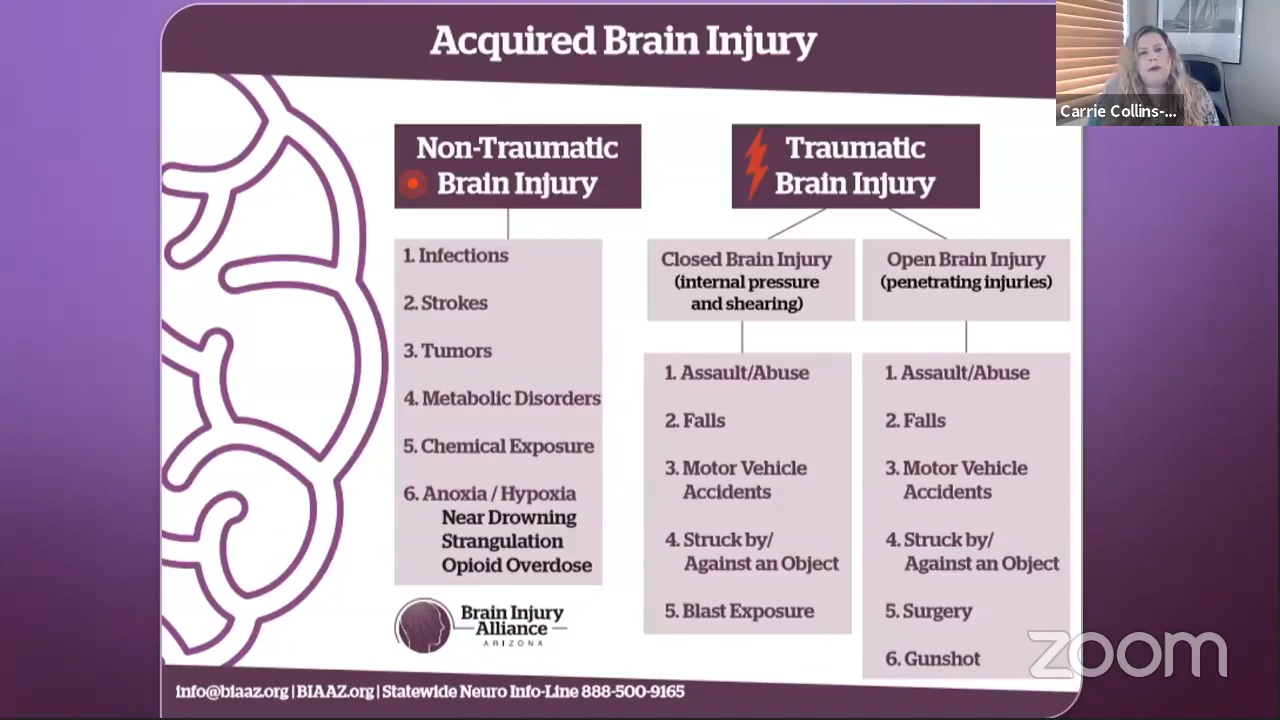 Acquired Brain Injury
Carrie Collins-...
Non-Traumatic
Brain Injury
1. Infections
2. Strokes
3. Tumors
4. Metabolic Disorders
5. Chemical Exposure
6. Anoxia / Hypoxia
Near Drowning
Strangulation
Opioid Overdose
Traumatic
Brain Injury
Closed Brain Injury
(internal pressure
and shearing)
1. Assault/Abuse
2. Falls
3. Motor Vehicle
Accidents
4. Struck by/
Against an Object
5. Blast Exposure
Open Brain Injury
(penetrating injuries)
1. Assault/Abuse
2. Falls
3. Motor Vehicle
Accidents
4. Struck by/
Against an Object
5. Surgery
6. Gunshot
Brain Injury
Alliance
ARIZONA
zoom
info@biaaz.org | BIAAZ.org | Statewide Neuro Info-Line 888-500-9165